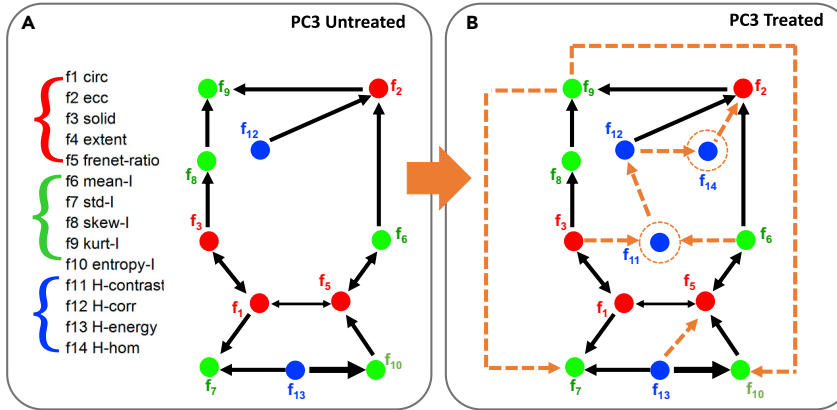 A
PC3 Untreated
f1 circ
f2 ecc
f3 solid
f4 extent
f5 frenet-ratio
f6 mean-I
f7 std-I
f8 skew-I
f9 kurt-I
f10 entropy-I
f11 H-contrast
f12 H-corr
f13 H-energy
f14 H-hom
f9
f2
f12
f8
f3
f6
f1
f5
f7
f13
f10
B
PC3 Treated
f9
f2
f12
f14
f8
f3
f11
f6
f1
f5
f7
f13
f10